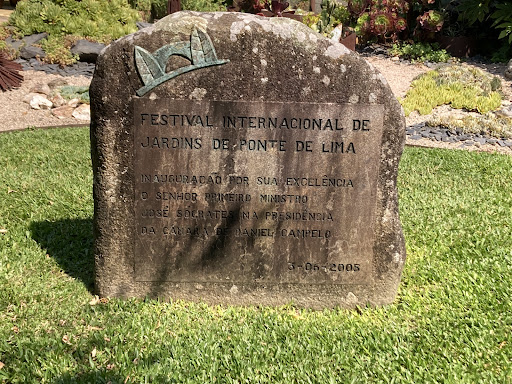 FESTIVAL INTERNACIONAL DE
JARDINS DE PONTE DE LIMA
INAUGURAÇÃO POR SUA EXCELÊNCIA
O SENHOR PRIMEIRO MINISTRO
JOSÉ SÓCRATES NA PRESIDÊNCIA
DA CÂMARA DE DANIEL CAMPELO
3-06-2005